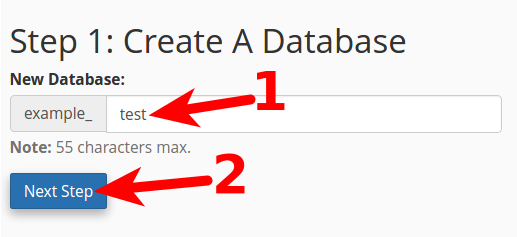 Step 1: Create A Database
New Database:
example_ test 1
Note: 55 characters max.
Next Step 2